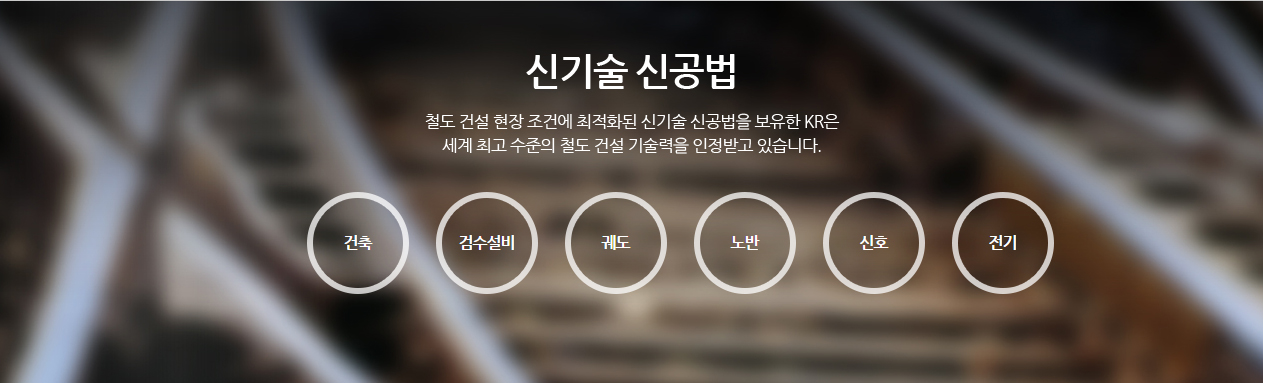 신기술 신공법
철도 건설 현장 조건에 최적화된 신기술 신공법을 보유한 KR은
세계 최고 수준의 철도 건설 기술력을 인정받고 있습니다.
건축 검수설비 궤도 노반 신호 전기